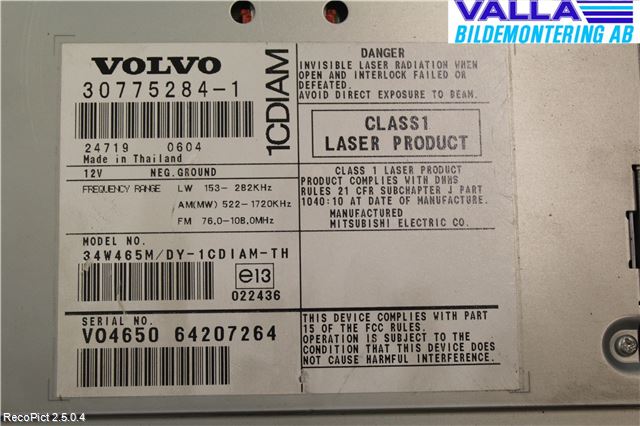 VALLA
BILDEMONTERING AB
VOLVO
30775284-1
24719 0604
Made in Thailand
1CDIAM
12V NEG.GROUND
FREQUENCY RANGE LW 153- 282KHz
AM(MW) 522-1720KHz
FM 76.0-108.0MHz
MODEL NO.
34W465M/DY-1CDIAM-TH
e13
022436
SERIAL NO.
V04650 64207264
DANGER
INVISIBLE LASER RADIATION WHEN
OPEN AND INTERLOCK FAILED OR
DEFEATED.
AVOID DIRECT EXPOSURE TO BEAM.
CLASS1
LASER PRODUCT
CLASS 1 LASER PRODUCT
PRODUCT COMPLIES WITH DHHS
RULES 21 CFR SUBCHAPTER J PART
1040:10 AT DATE OF MANUFACTURE.
MANUFACTURED
MITSUBISHI ELECTRIC CO.
THIS DEVICE COMPLIES WITH PART
15 OF THE FCC RULES.
OPERATION IS SUBJECT TO THE
CONDITION THAT THIS DEVICE DOES
NOT CAUSE HARMFUL INTERFERENCE.
RecoPict 2.5.0.4